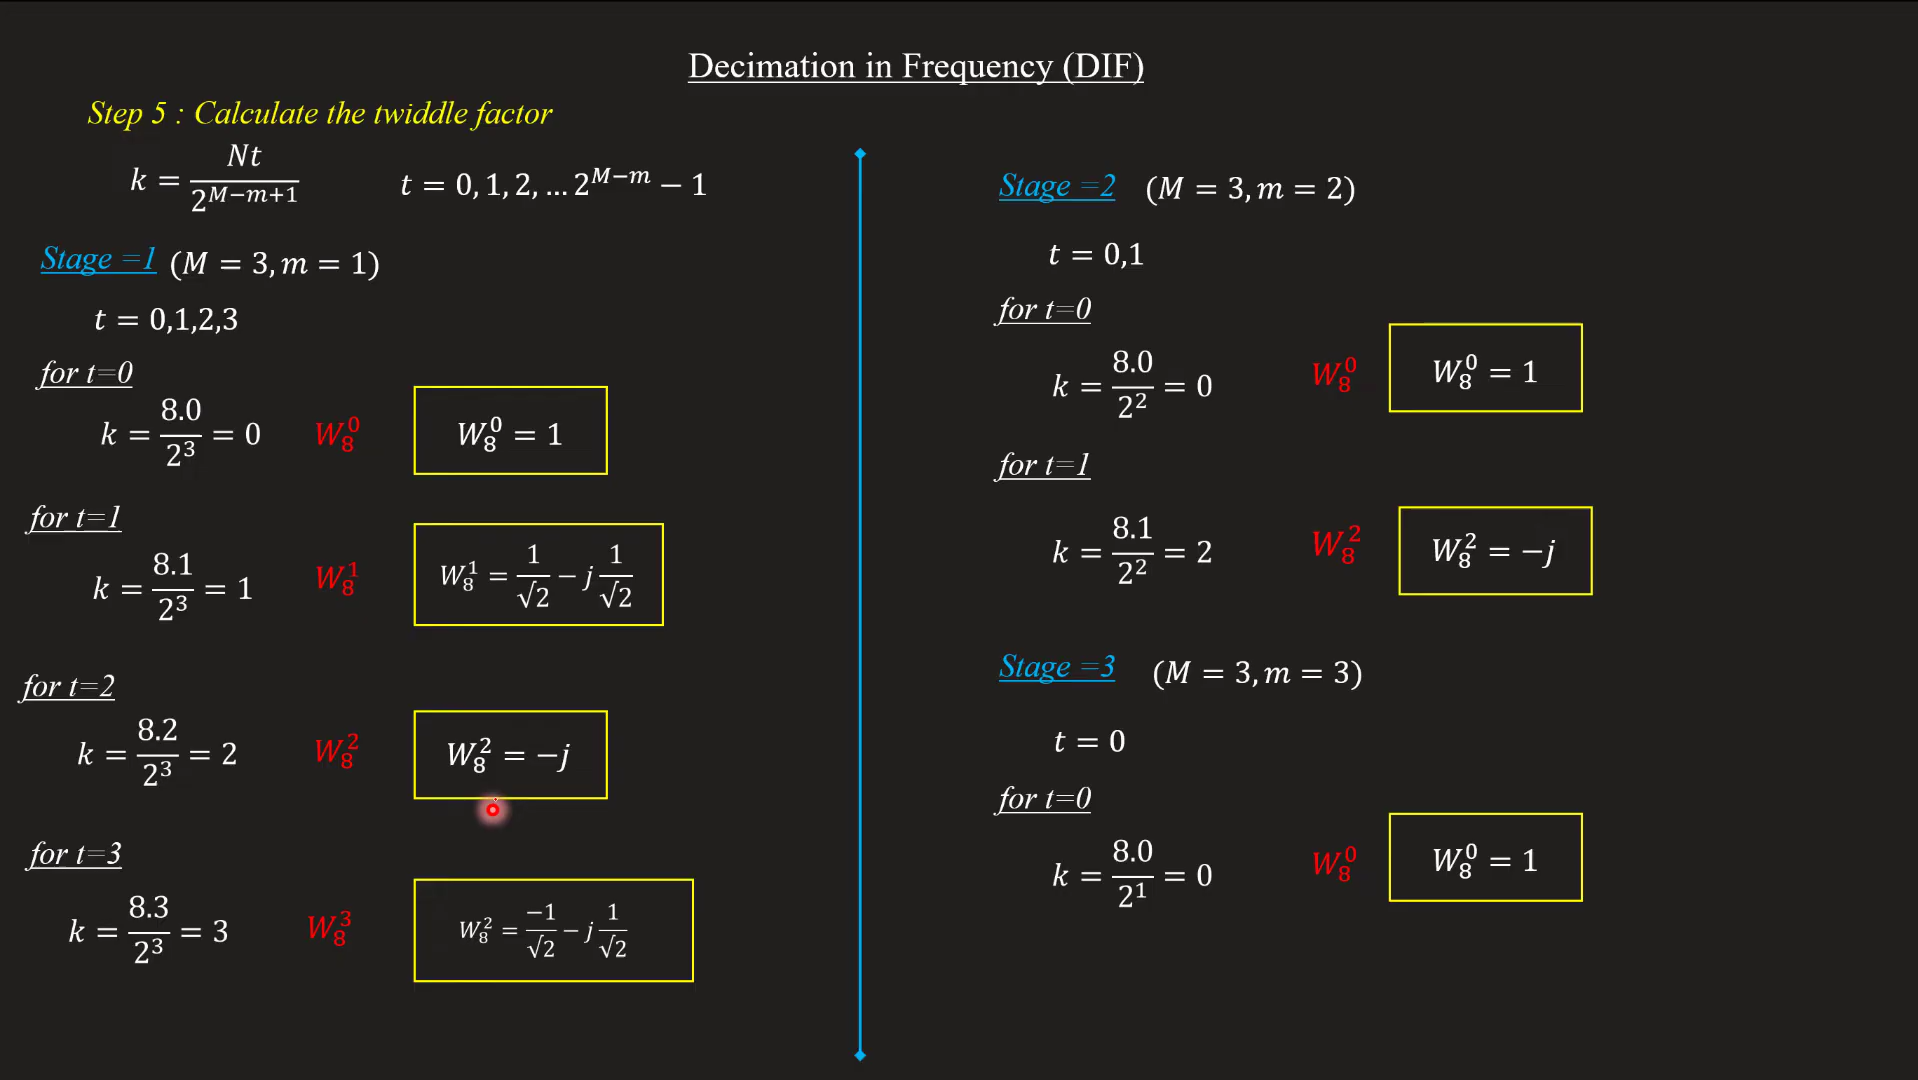 Decimation in Frequency (DIF)
Step 5 : Calculate the twiddle factor
k = Nt / 2^(M−m+1)    t = 0, 1, 2, … 2^(M−m) − 1
Stage =1 (M = 3, m = 1)
t = 0,1,2,3
for t=0
k = 8.0 / 2³ = 0    W₈⁰    W₈⁰ = 1
for t=1
k = 8.1 / 2³ = 1    W₈¹    W₈¹ = 1/√2 − j 1/√2
for t=2
k = 8.2 / 2³ = 2    W₈²    W₈² = −j
for t=3
k = 8.3 / 2³ = 3    W₈³    W₈² = −1/√2 − j 1/√2
Stage =2 (M = 3, m = 2)
t = 0,1
for t=0
k = 8.0 / 2² = 0    W₈⁰    W₈⁰ = 1
for t=1
k = 8.1 / 2² = 2    W₈²    W₈² = −j
Stage =3 (M = 3, m = 3)
t = 0
for t=0
k = 8.0 / 2¹ = 0    W₈⁰    W₈⁰ = 1